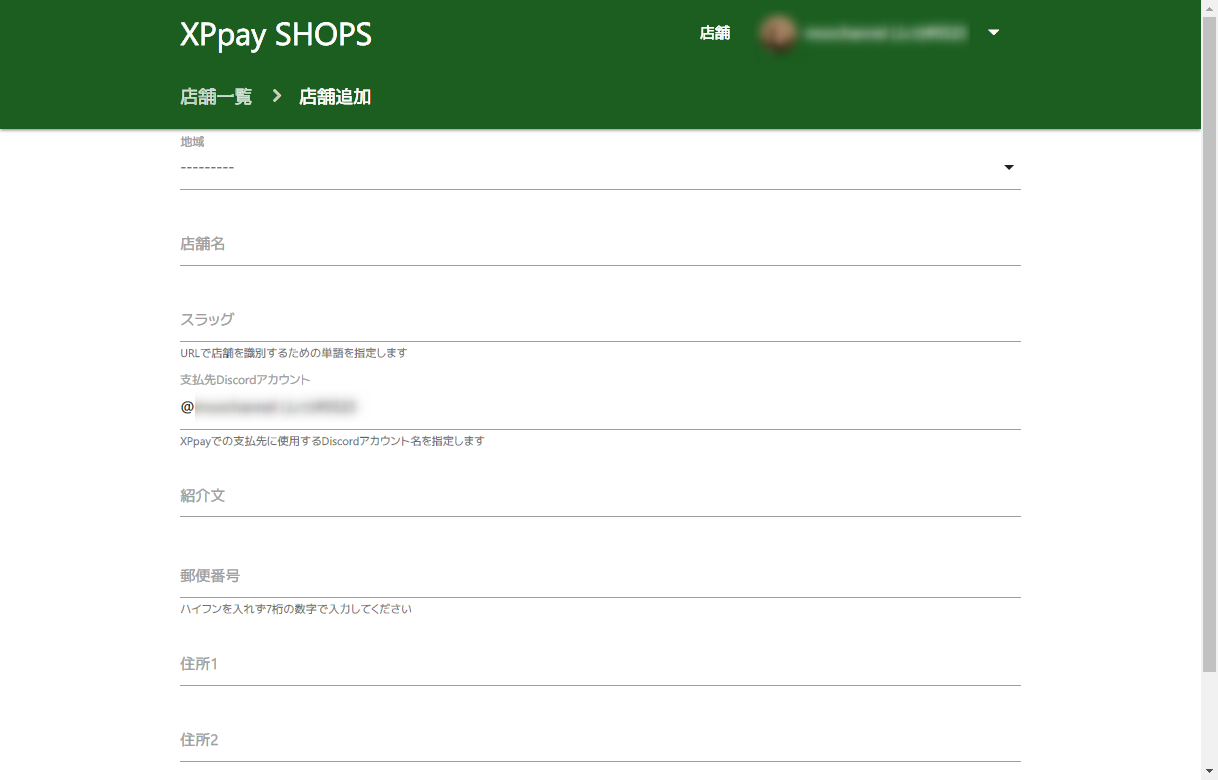 XPpay SHOPS
店舗
店舗一覧 店舗追加
地域
---------
店舗名
スラッグ
URLで店舗を識別するための単語を指定します
支払先Discordアカウント
@
XPpayでの支払先に使用するDiscordアカウント名を指定します
紹介文
郵便番号
ハイフンを入れず7桁の数字で入力してください
住所1
住所2